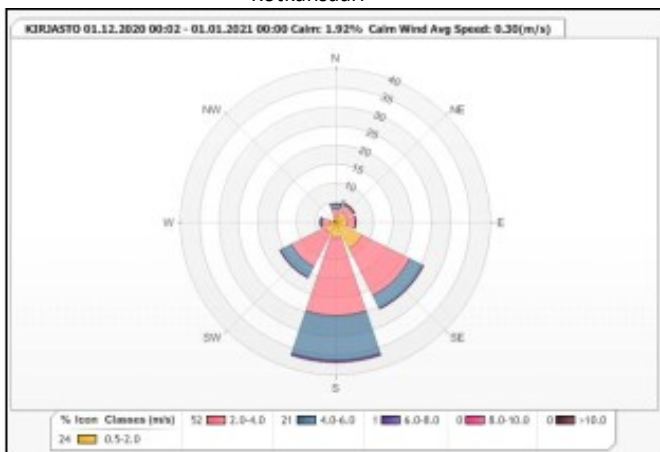 KIRJASTO 01.12.2020 00:02 - 01.01.2021 00:00 Calm: 1.92% Calm Wind Avg Speed: 0.30(m/s)
N
40
NW
35
NE
30
25
20
15
10
W
E
SW
SE
S
% Icon Classes (m/s) 52 2.0-4.0 21 4.0-6.0 1 6.0-8.0 0 8.0-10.0 0 >10.0
24 0.5-2.0